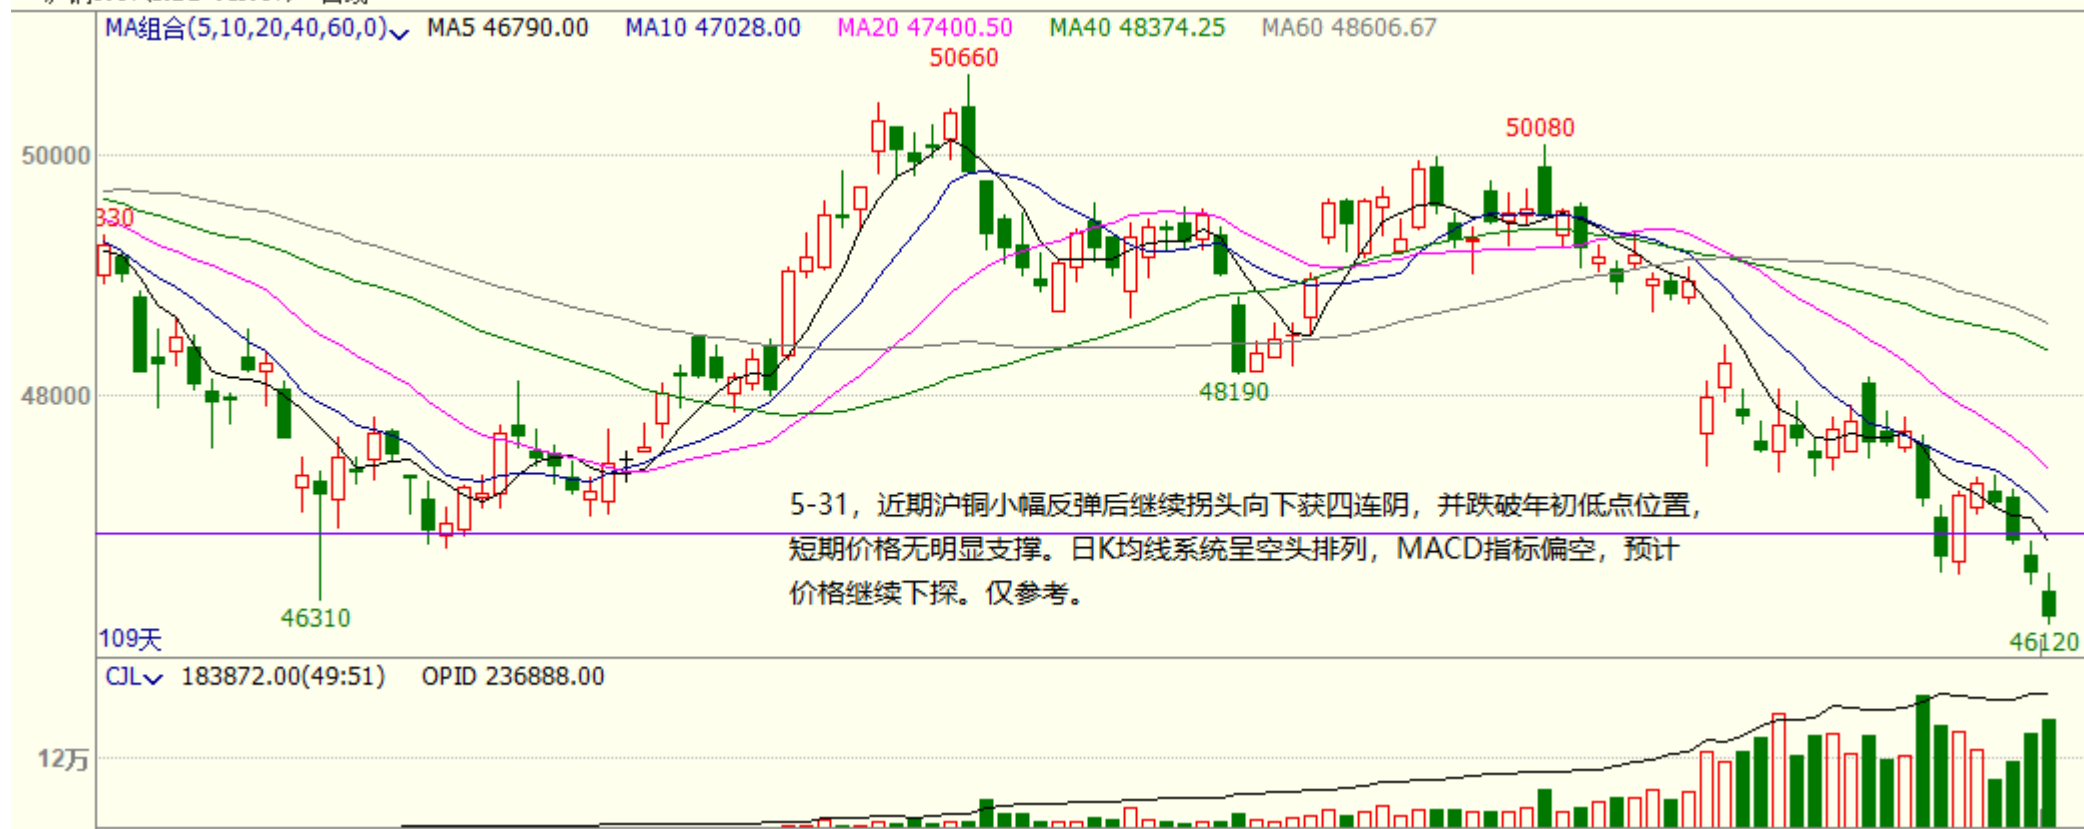 MA组合(5,10,20,40,60,0) MA5 46790.00 MA10 47028.00 MA20 47400.50 MA40 48374.25 MA60 48606.67
50660
50080
50000
330
48000
48190
5-31，近期沪铜小幅反弹后继续拐头向下获四连阴，并跌破年初低点位置，
短期价格无明显支撑。日K均线系统呈空头排列，MACD指标偏空，预计
价格继续下探。仅参考。
46310
109天
46120
CJL 183872.00(49:51) OPID 236888.00
12万